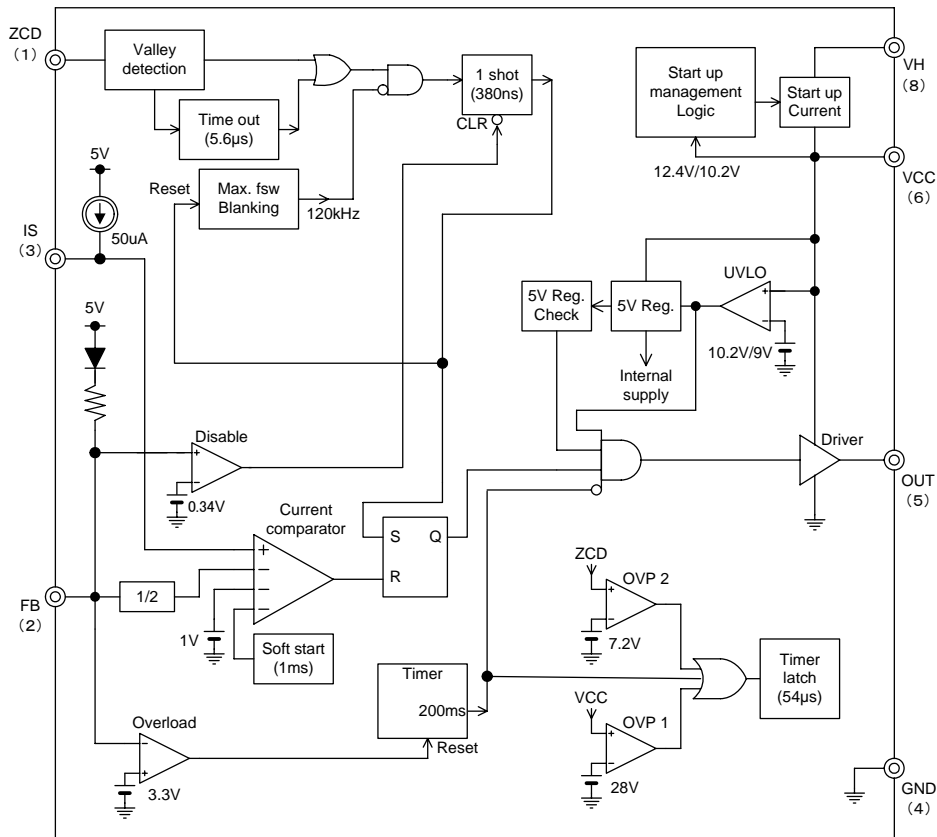 ZCD
(1)
Valley
detection
Time out
(5.6µs)
1 shot
(380ns)
CLR
Start up
management
Logic
Start up
Current
VH
(8)
12.4V/10.2V
VCC
(6)
5V
50uA
IS
(3)
Reset
Max. fsw
Blanking
120kHz
5V
5V Reg.
Check
5V Reg.
UVLO
10.2V/9V
Internal
supply
Disable
0.34V
Driver
OUT
(5)
Current
comparator
S
Q
R
FB
(2)
1/2
1V
Soft start
(1ms)
Timer
200ms
Reset
Overload
3.3V
ZCD
OVP 2
7.2V
VCC
OVP 1
28V
Timer
latch
(54µs)
GND
(4)